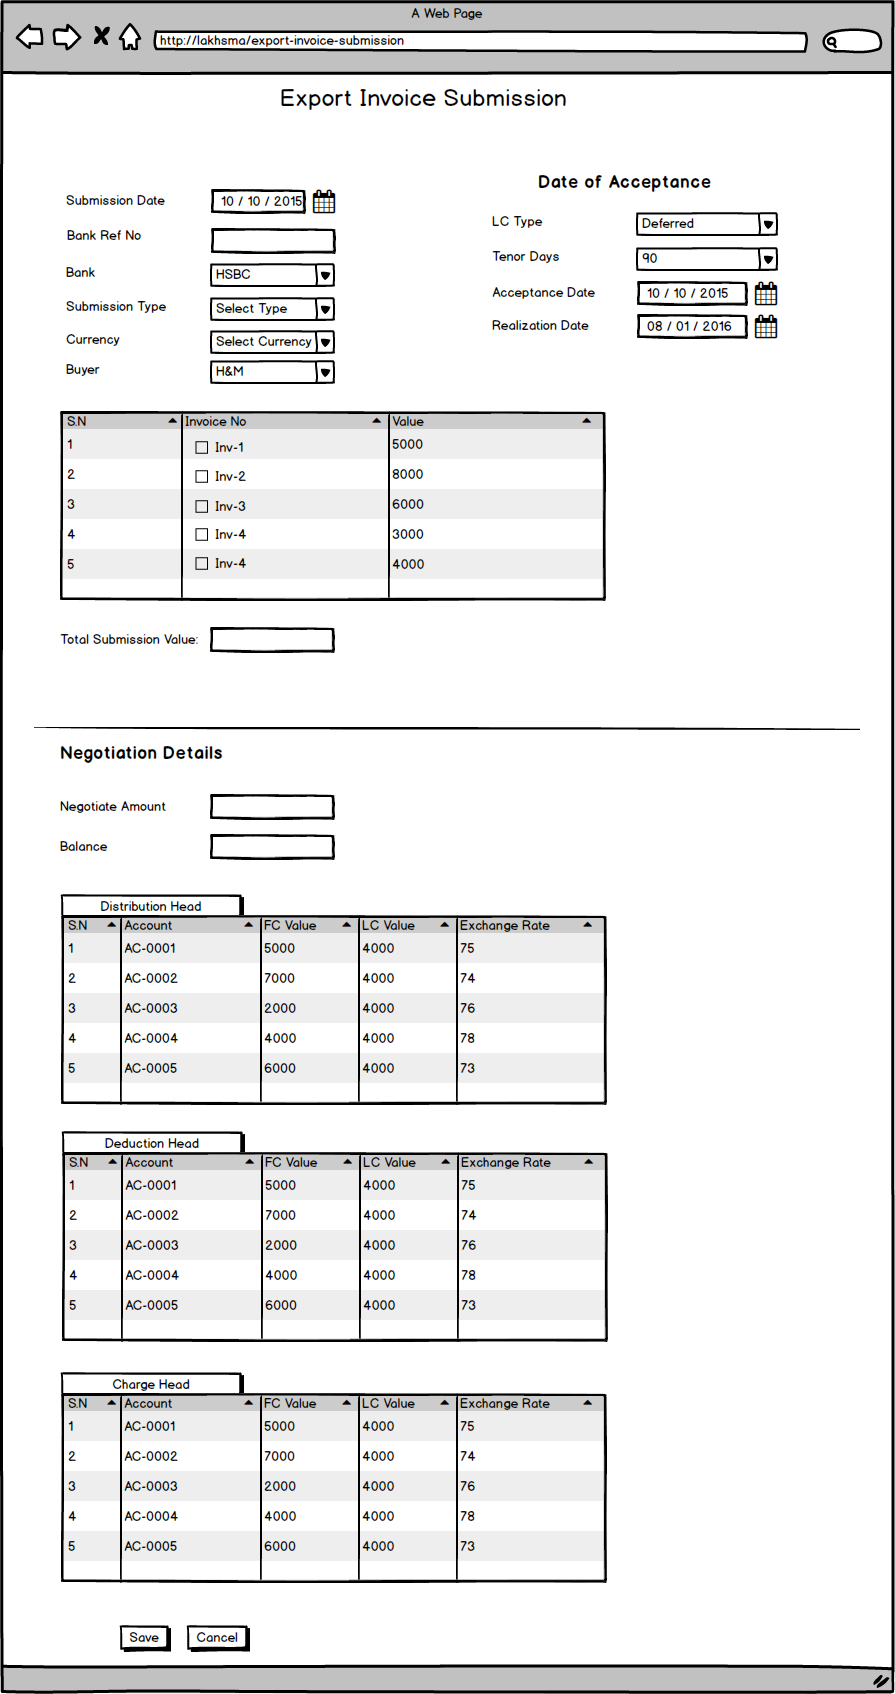 A Web Page
http://lakhsma/export-invoice-submission
Export Invoice Submission
Submission Date 10 / 10 / 2015
Bank Ref No
Bank HSBC
Submission Type Select Type
Currency Select Currency
Buyer H&M
Date of Acceptance
LC Type Deferred
Tenor Days 90
Acceptance Date 10 / 10 / 2015
Realization Date 08 / 01 / 2016
S.N Invoice No Value
1 Inv-1 5000
2 Inv-2 8000
3 Inv-3 6000
4 Inv-4 3000
5 Inv-4 4000
Total Submission Value:
Negotiation Details
Negotiate Amount
Balance
Distribution Head
S.N Account FC Value LC Value Exchange Rate
1 AC-0001 5000 4000 75
2 AC-0002 7000 4000 74
3 AC-0003 2000 4000 76
4 AC-0004 4000 4000 78
5 AC-0005 6000 4000 73
Deduction Head
S.N Account FC Value LC Value Exchange Rate
1 AC-0001 5000 4000 75
2 AC-0002 7000 4000 74
3 AC-0003 2000 4000 76
4 AC-0004 4000 4000 78
5 AC-0005 6000 4000 73
Charge Head
S.N Account FC Value LC Value Exchange Rate
1 AC-0001 5000 4000 75
2 AC-0002 7000 4000 74
3 AC-0003 2000 4000 76
4 AC-0004 4000 4000 78
5 AC-0005 6000 4000 73
Save Cancel